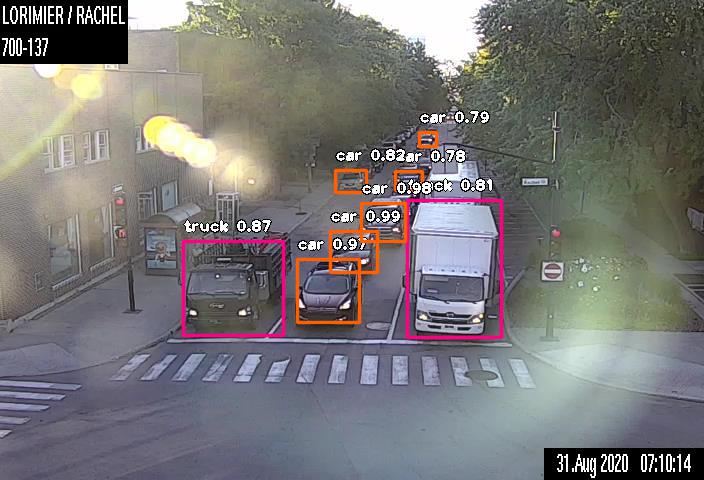 LORIMIER / RACHEL
700-137
car 0.79
car 0.82
ar 0.78
car 0.98
ck 0.81
car 0.99
truck 0.87
car 0.97
31.Aug 2020 07:10:14